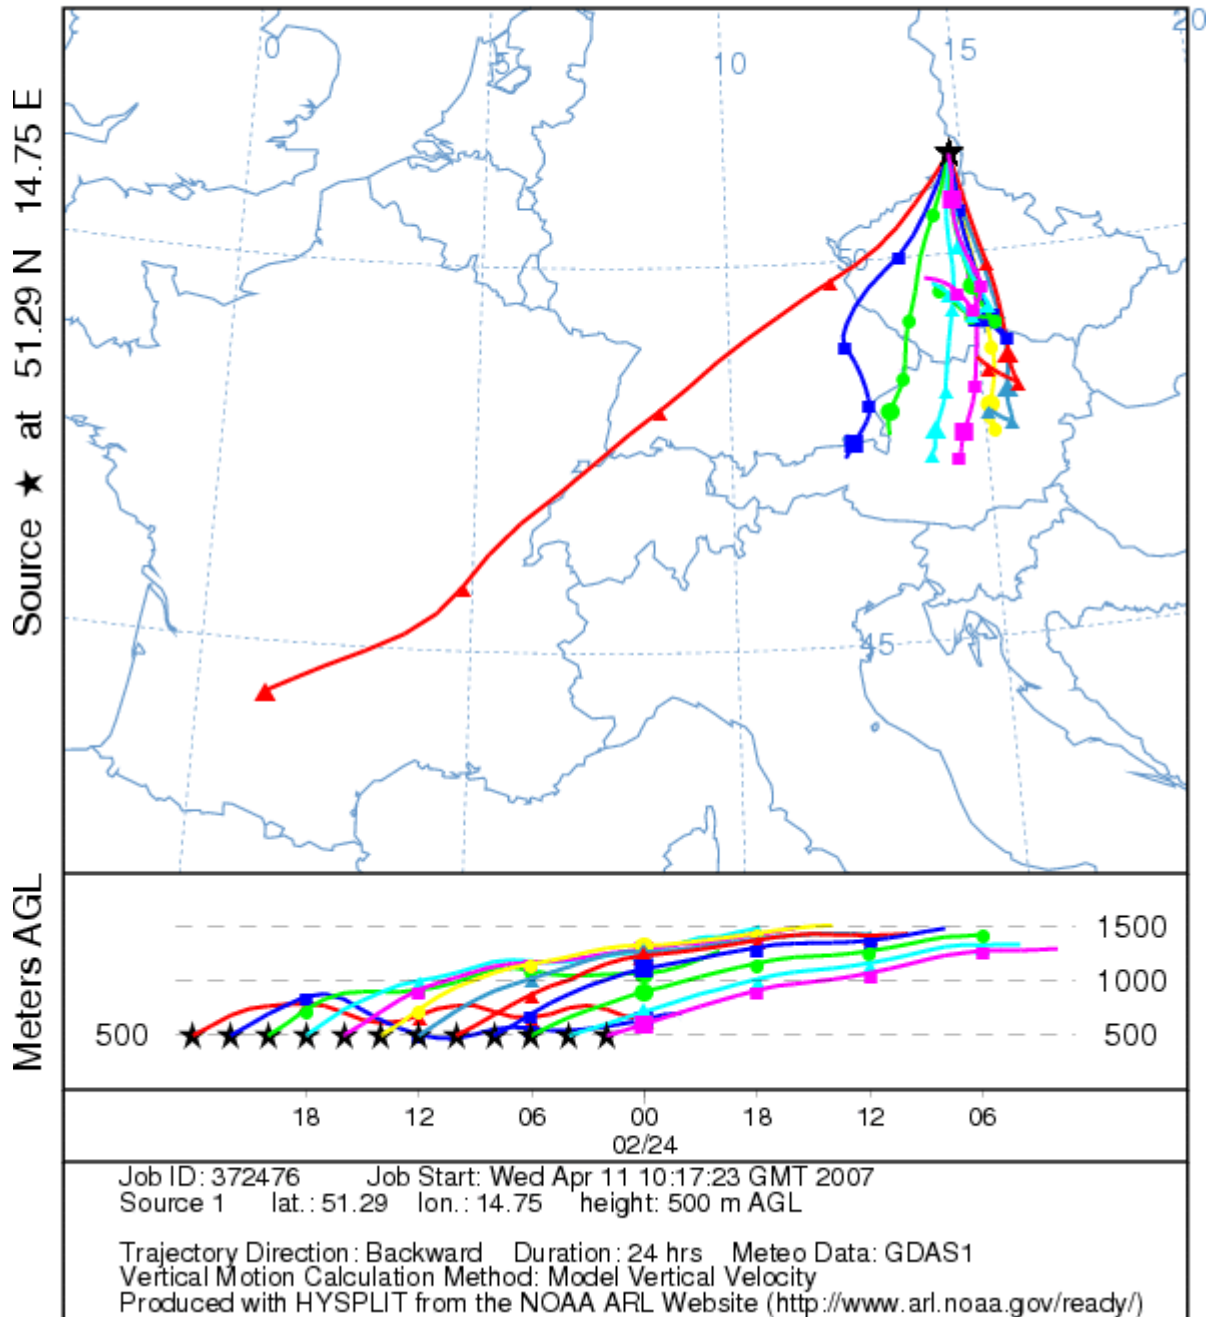 0
5
10
15
20
50
45
Source ★ at 51.29 N 14.75 E
Meters AGL
1500
1000
500
500
18 12 06 00 18 12 06
02/24
Job ID: 372476 Job Start: Wed Apr 11 10:17:23 GMT 2007
Source 1 lat.: 51.29 lon.: 14.75 height: 500 m AGL
Trajectory Direction: Backward Duration: 24 hrs Meteo Data: GDAS1
Vertical Motion Calculation Method: Model Vertical Velocity
Produced with HYSPLIT from the NOAA ARL Website (http://www.arl.noaa.gov/ready/)